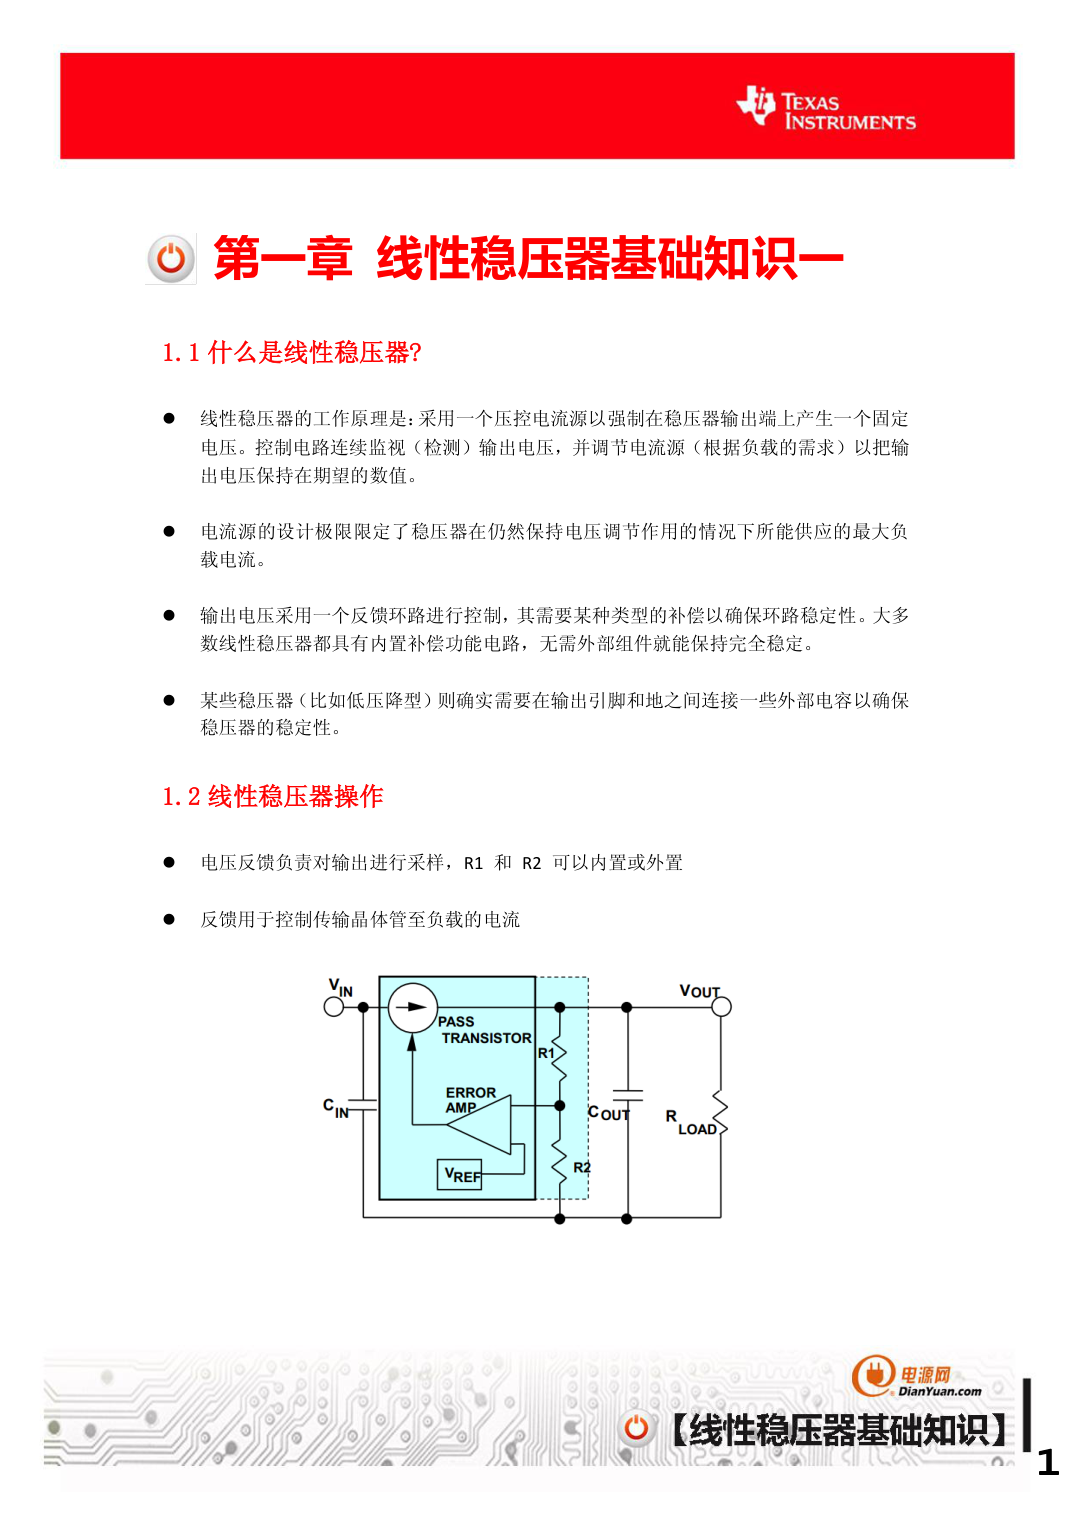 TEXAS
INSTRUMENTS
第一章 线性稳压器基础知识一
1.1 什么是线性稳压器?
● 线性稳压器的工作原理是：采用一个压控电流源以强制在稳压器输出端上产生一个固定
电压。控制电路连续监视（检测）输出电压，并调节电流源（根据负载的需求）以把输
出电压保持在期望的数值。
● 电流源的设计极限限定了稳压器在仍然保持电压调节作用的情况下所能供应的最大负
载电流。
● 输出电压采用一个反馈环路进行控制，其需要某种类型的补偿以确保环路稳定性。大多
数线性稳压器都具有内置补偿功能电路，无需外部组件就能保持完全稳定。
● 某些稳压器（比如低压降型）则确实需要在输出引脚和地之间连接一些外部电容以确保
稳压器的稳定性。
1.2 线性稳压器操作
● 电压反馈负责对输出进行采样，R1 和 R2 可以内置或外置
● 反馈用于控制传输晶体管至负载的电流
VIN
VOUT
PASS
TRANSISTOR
R1
ERROR
AMP
CIN
COUT
RLOAD
R2
VREF
电源网
DianYuan.com
【线性稳压器基础知识】
1